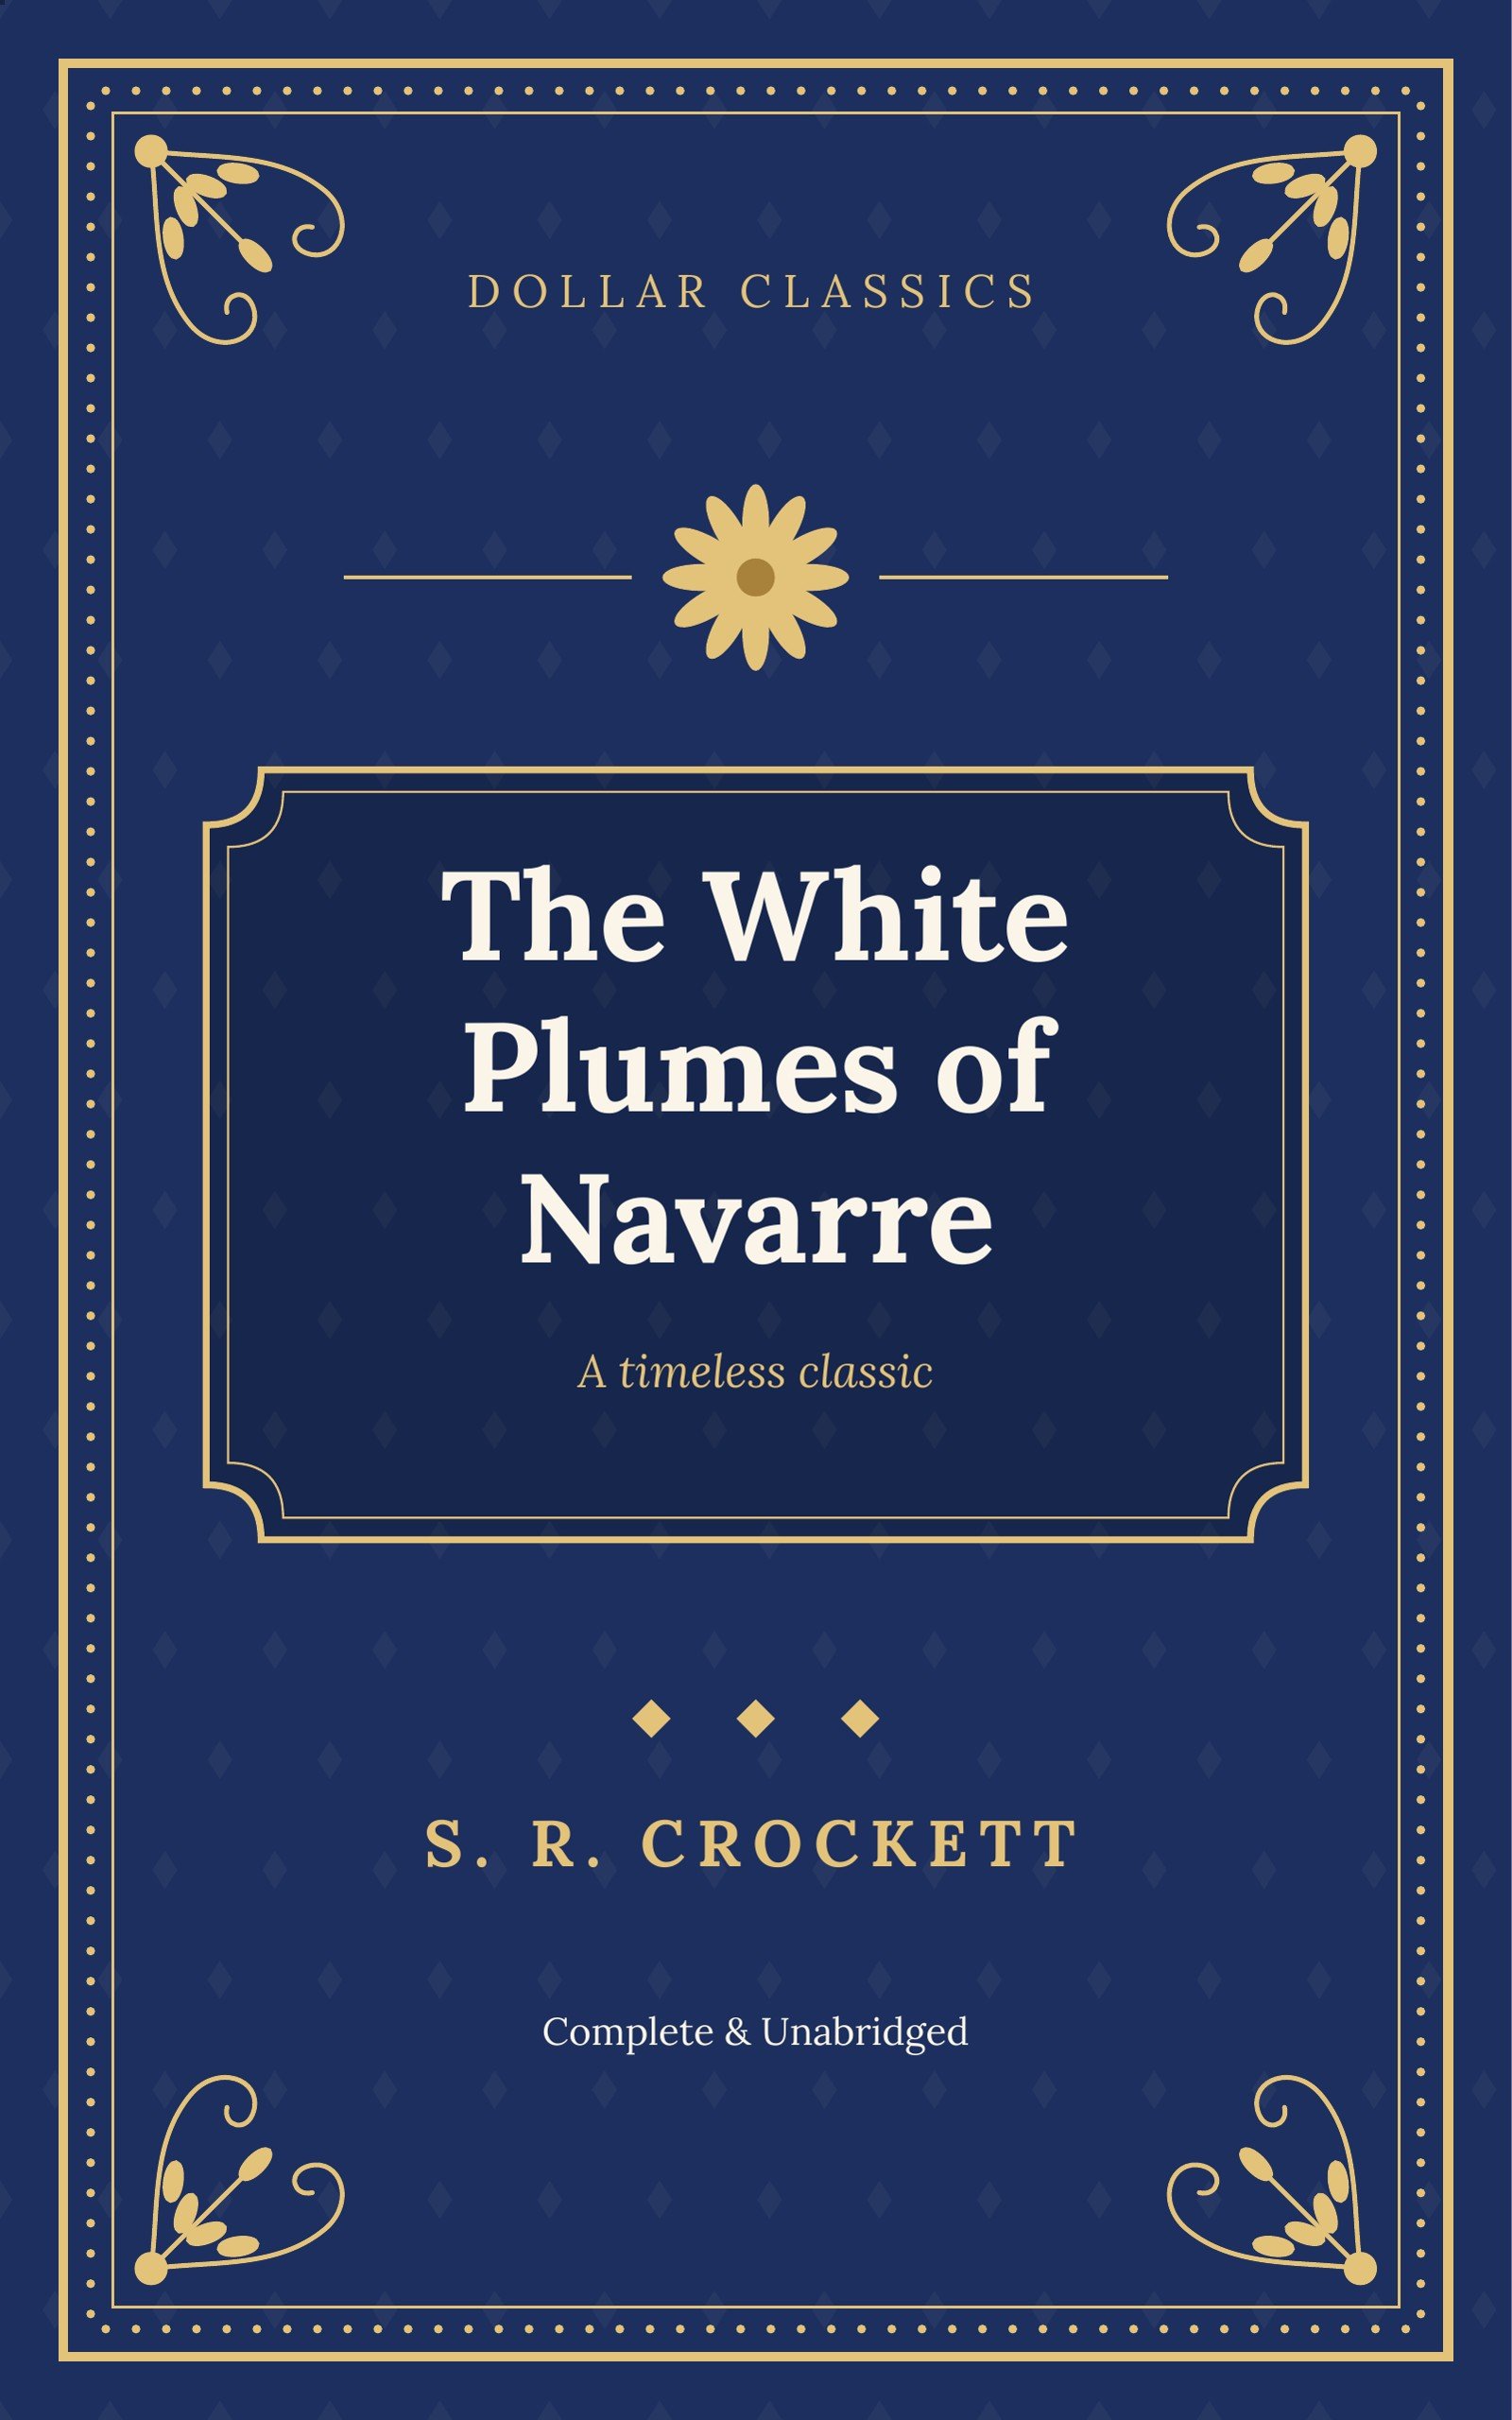 DOLLAR CLASSICS
The White
Plumes of
Navarre
A timeless classic
S. R. CROCKETT
Complete & Unabridged